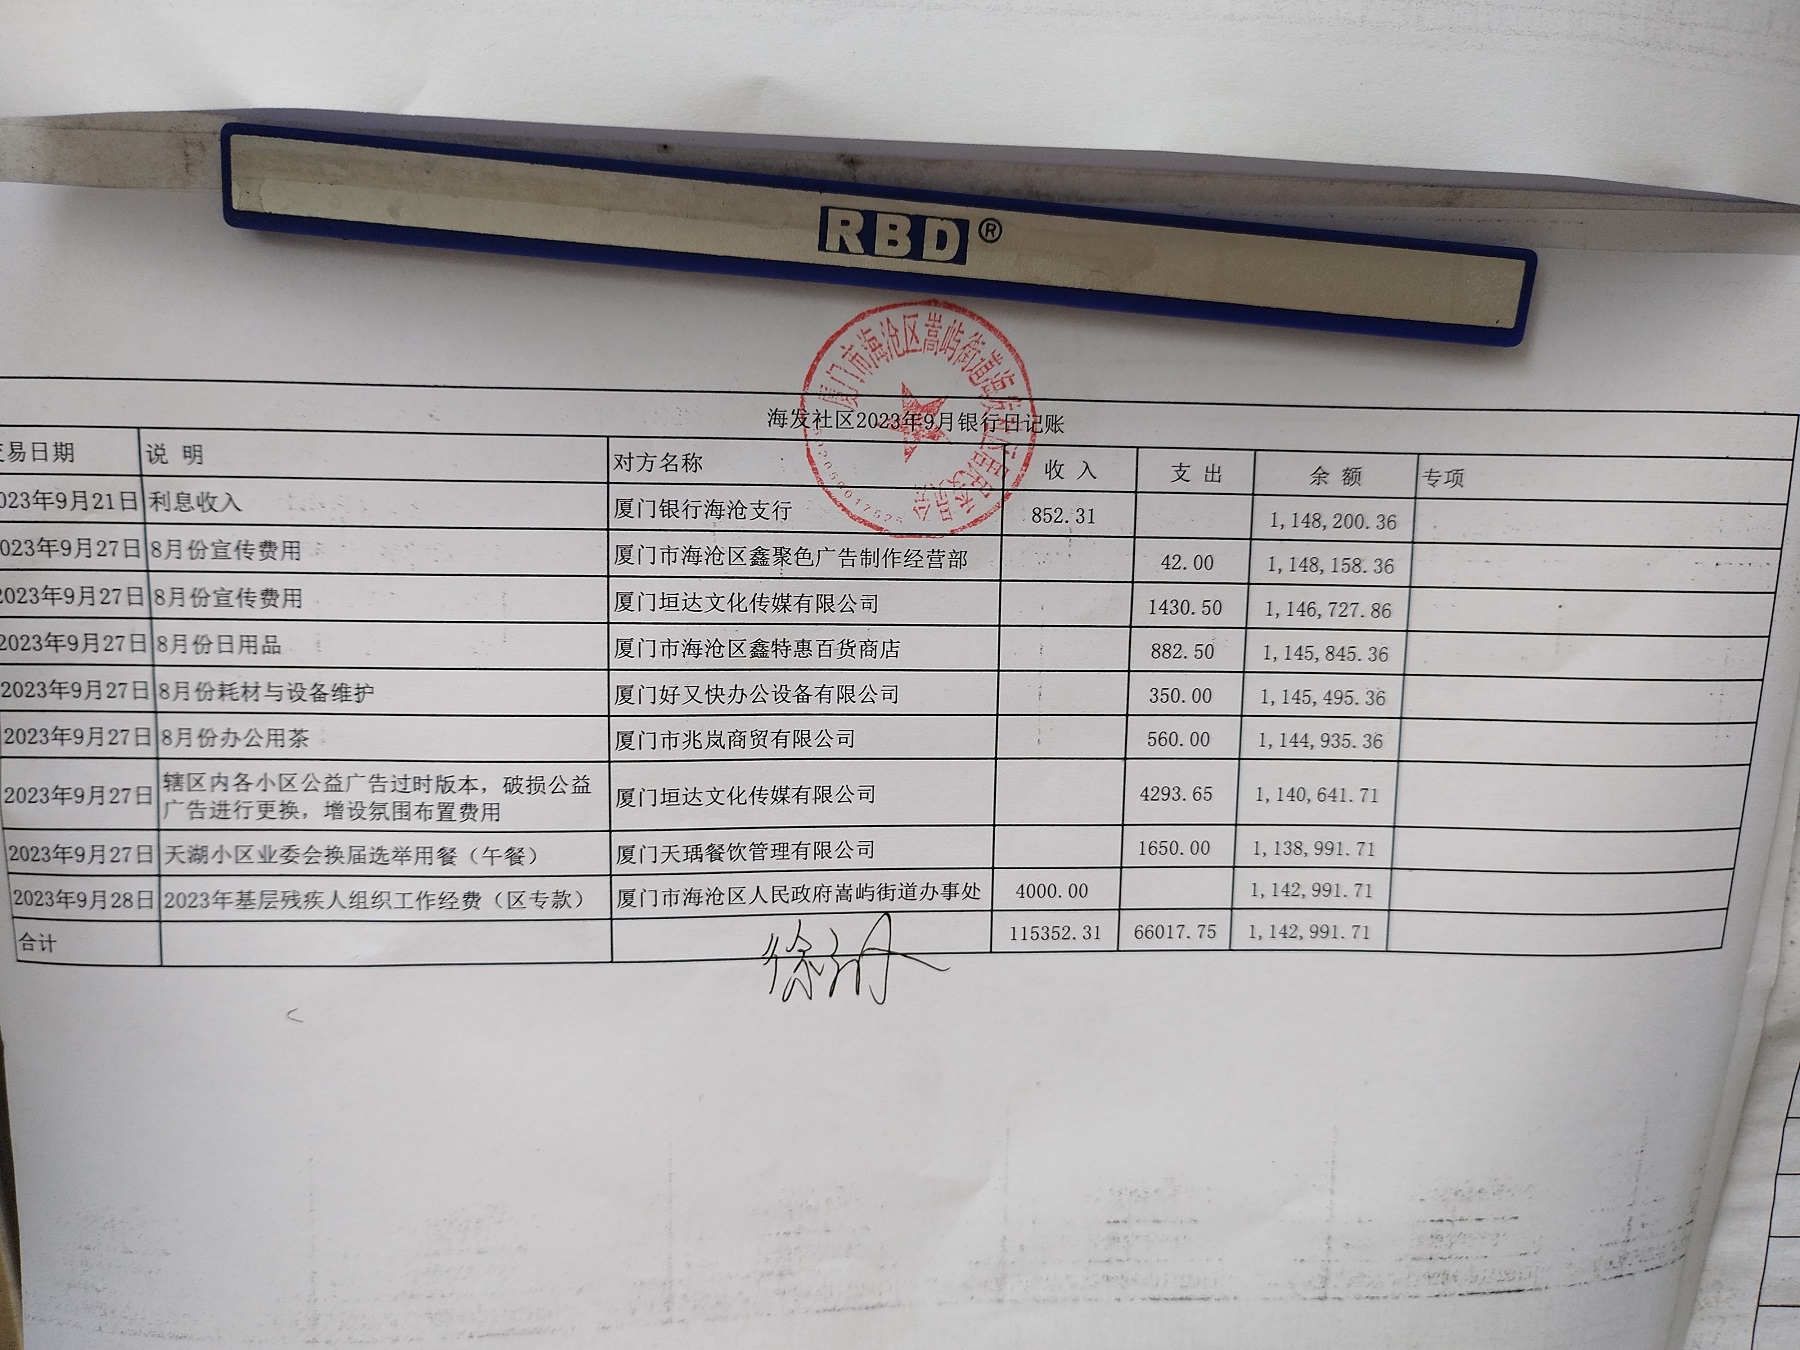 RBD®
厦门市海沧区嵩屿街道海发社区居民委员会
海发社区2023年9月银行日记账
易日期 说 明 对方名称 收 入 支 出 余 额 专项
023年9月21日 利息收入 厦门银行海沧支行 852.31 1,148,200.36
023年9月27日 8月份宣传费用 厦门市海沧区鑫聚色广告制作经营部 42.00 1,148,158.36
2023年9月27日 8月份宣传费用 厦门垣达文化传媒有限公司 1430.50 1,146,727.86
2023年9月27日 8月份日用品 厦门市海沧区鑫特惠百货商店 882.50 1,145,845.36
2023年9月27日 8月份耗材与设备维护 厦门好又快办公设备有限公司 350.00 1,145,495.36
2023年9月27日 8月份办公用茶 厦门市兆岚商贸有限公司 560.00 1,144,935.36
2023年9月27日 辖区内各小区公益广告过时版本，破损公益
广告进行更换，增设氛围布置费用 厦门垣达文化传媒有限公司 4293.65 1,140,641.71
2023年9月27日 天湖小区业委会换届选举用餐（午餐） 厦门天瑀餐饮管理有限公司 1650.00 1,138,991.71
2023年9月28日 2023年基层残疾人组织工作经费（区专款） 厦门市海沧区人民政府嵩屿街道办事处 4000.00 1,142,991.71
合计 115352.31 66017.75 1,142,991.71